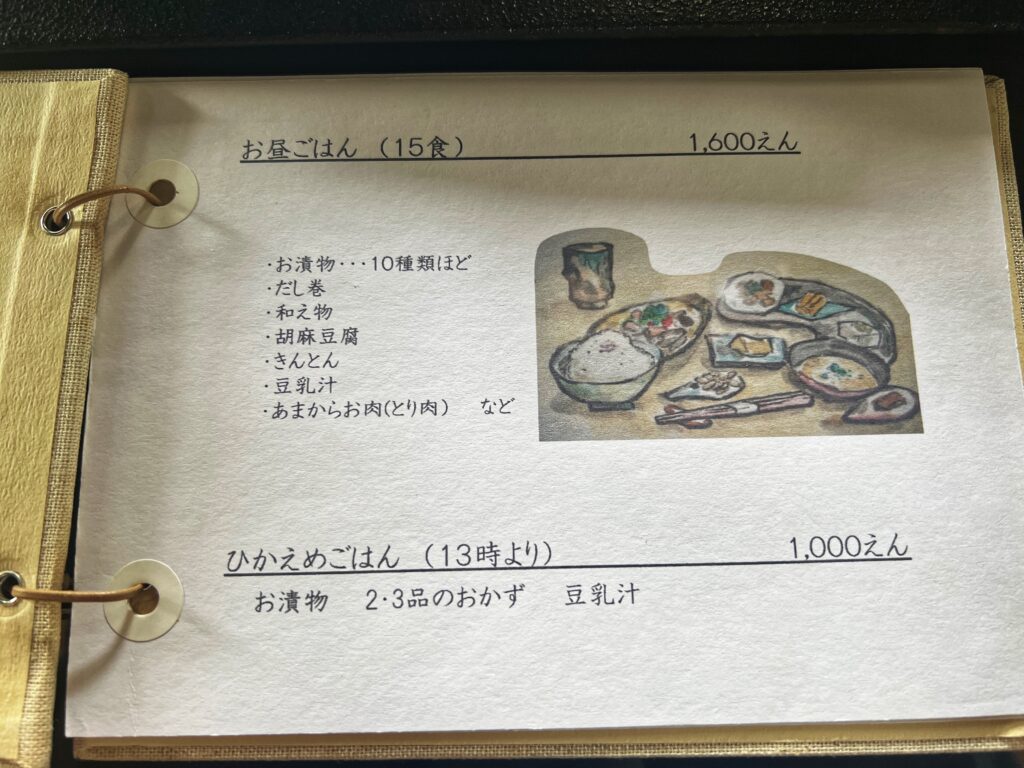 お昼ごはん（15食） 1,600えん
・お漬物・・・10種類ほど
・だし巻
・和え物
・胡麻豆腐
・きんとん
・豆乳汁
・あまからお肉(とり肉) など
ひかえめごはん（13時より） 1,000えん
お漬物 2・3品のおかず 豆乳汁